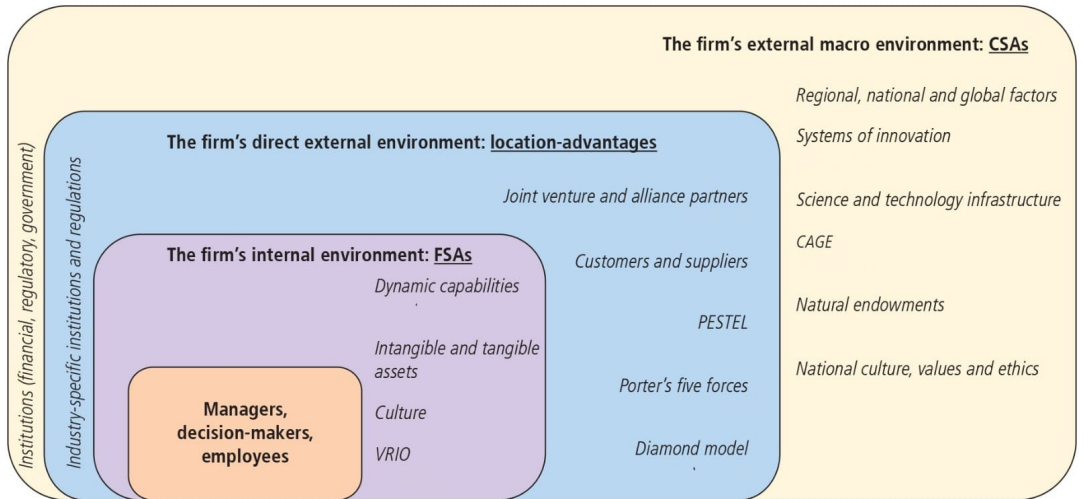 The firm's external macro environment: CSAs
Regional, national and global factors
Systems of innovation
Science and technology infrastructure
CAGE
Natural endowments
National culture, values and ethics
Institutions (financial, regulatory, government)
The firm's direct external environment: location-advantages
Joint venture and alliance partners
Customers and suppliers
PESTEL
Porter's five forces
Diamond model
Industry-specific institutions and regulations
The firm's internal environment: FSAs
Dynamic capabilities
Intangible and tangible
assets
Culture
VRIO
Managers,
decision-makers,
employees